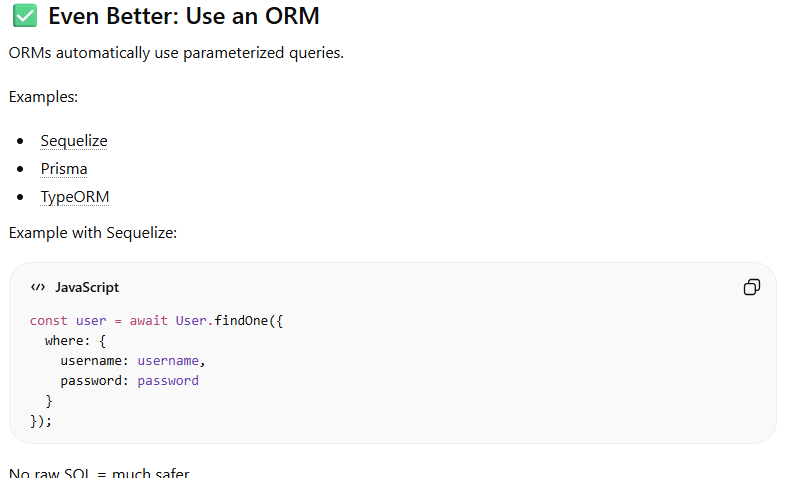 ✅ Even Better: Use an ORM
ORMs automatically use parameterized queries.
Examples:
• Sequelize
• Prisma
• TypeORM
Example with Sequelize:
</> JavaScript
const user = await User.findOne({
  where: {
    username: username,
    password: password
  }
});
No raw SQL = much safer